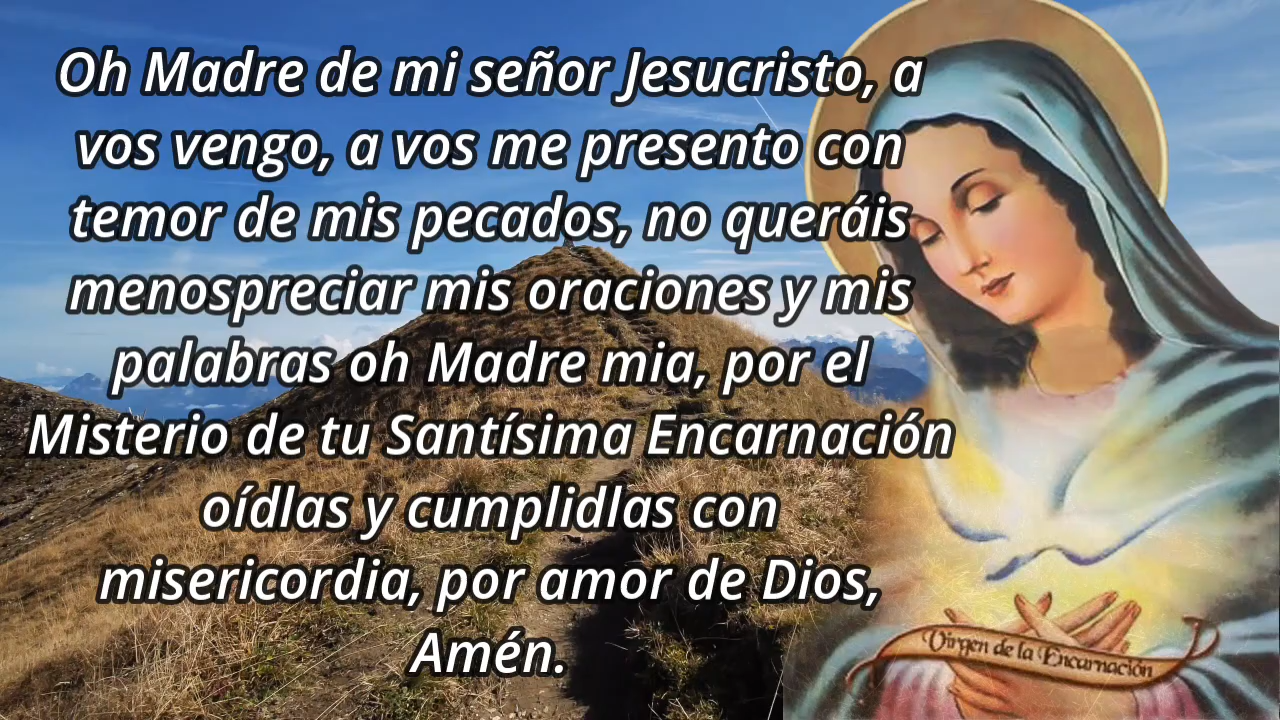 Oh Madre de mi señor Jesucristo, a
vos vengo, a vos me presento con
temor de mis pecados, no queráis
menospreciar mis oraciones y mis
palabras oh Madre mia, por el
Misterio de tu Santísima Encarnación
oídlas y cumplidlas con
misericordia, por amor de Dios,
Amén.
Virgen de la Encarnación